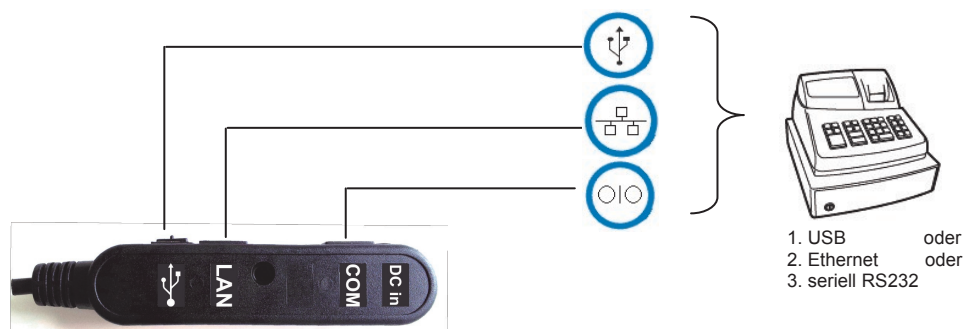 LAN
COM
DC in
1. USB oder
2. Ethernet oder
3. seriell RS232